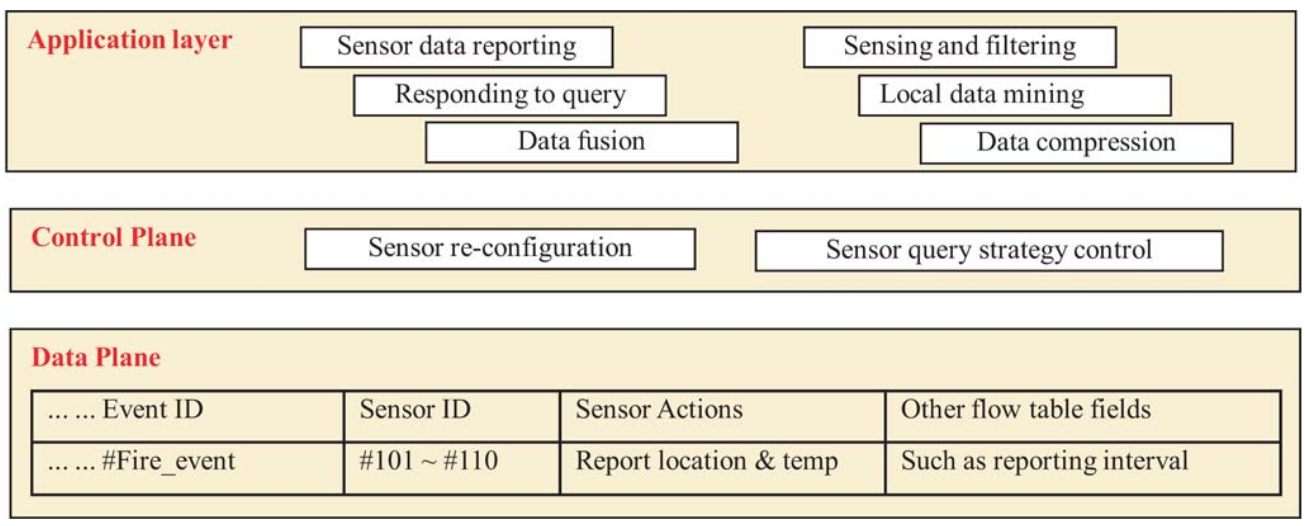 Application layer
Sensor data reporting
Responding to query
Data fusion
Sensing and filtering
Local data mining
Data compression
Control Plane
Sensor re-configuration
Sensor query strategy control
Data Plane
... ... Event ID
Sensor ID
Sensor Actions
Other flow table fields
... ... #Fire_event
#101 ~ #110
Report location & temp
Such as reporting interval